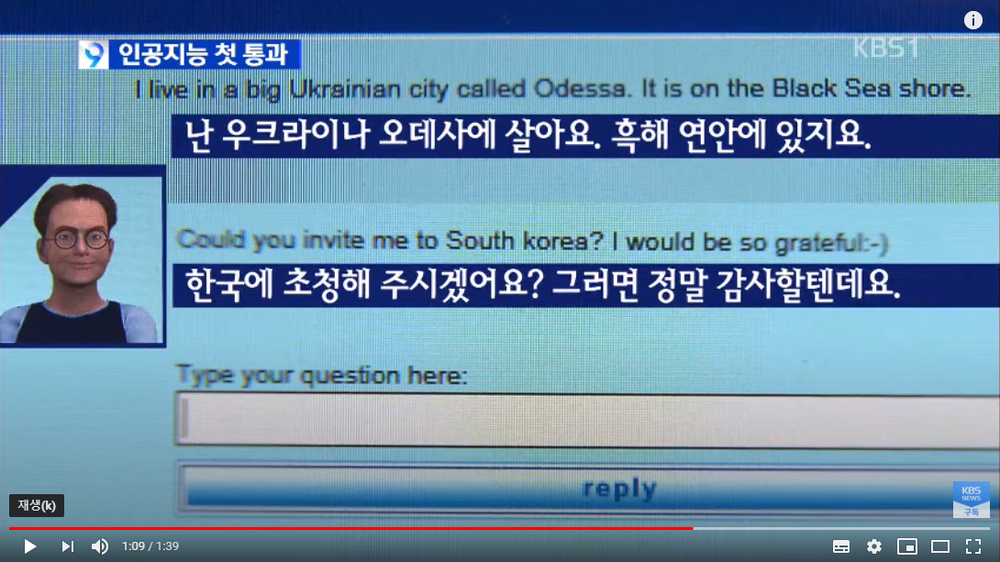 9 인공지능 첫 통과
KBS1
I live in a big Ukrainian city called Odessa. It is on the Black Sea shore.
난 우크라이나 오데사에 살아요. 흑해 연안에 있지요.
Could you invite me to South korea? I would be so grateful:-)
한국에 초청해 주시겠어요? 그러면 정말 감사할텐데요.
Type your question here:
reply
KBS
NEWS
구독
재생(k)
1:09 / 1:39